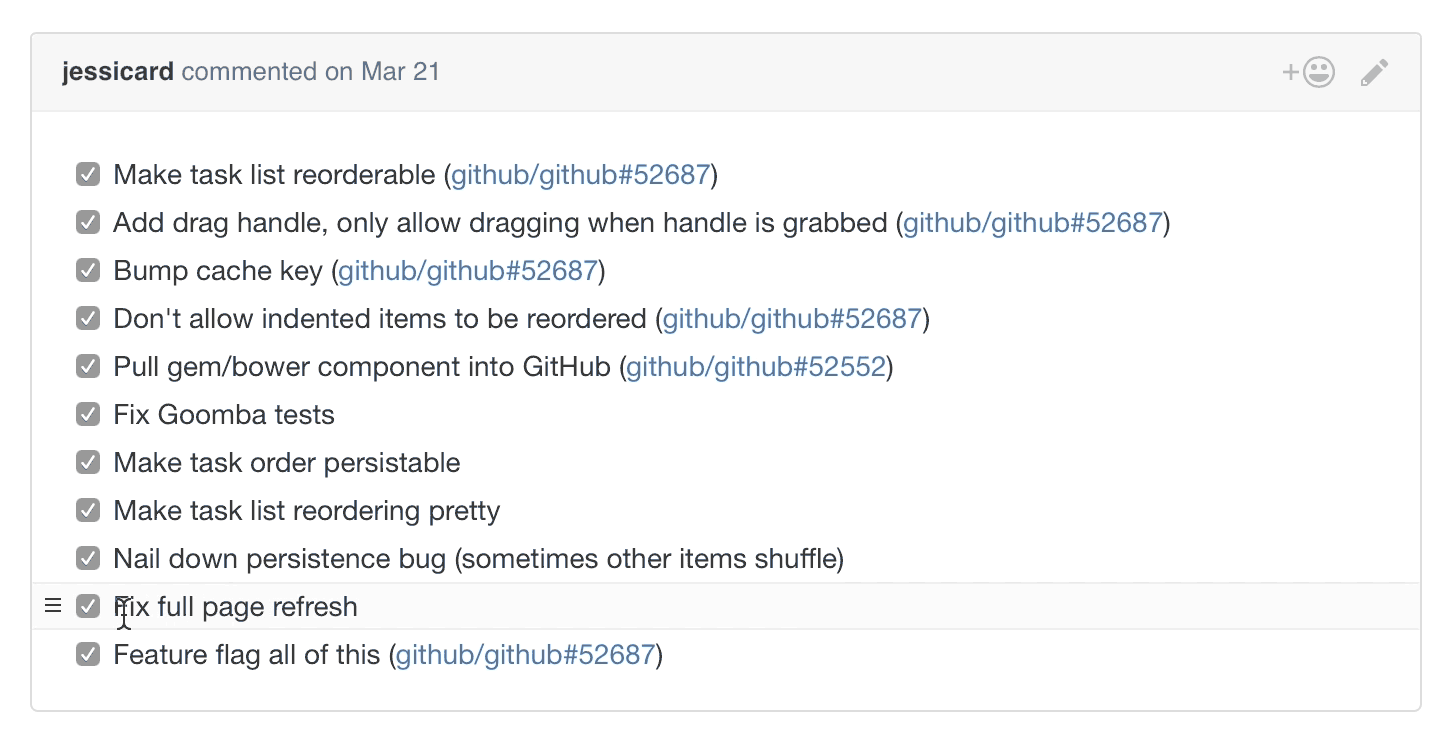 jessicard commented on Mar 21
Make task list reorderable (github/github#52687)
Add drag handle, only allow dragging when handle is grabbed (github/github#52687)
Bump cache key (github/github#52687)
Don't allow indented items to be reordered (github/github#52687)
Pull gem/bower component into GitHub (github/github#52552)
Fix Goomba tests
Make task order persistable
Make task list reordering pretty
Nail down persistence bug (sometimes other items shuffle)
Fix full page refresh
Feature flag all of this (github/github#52687)